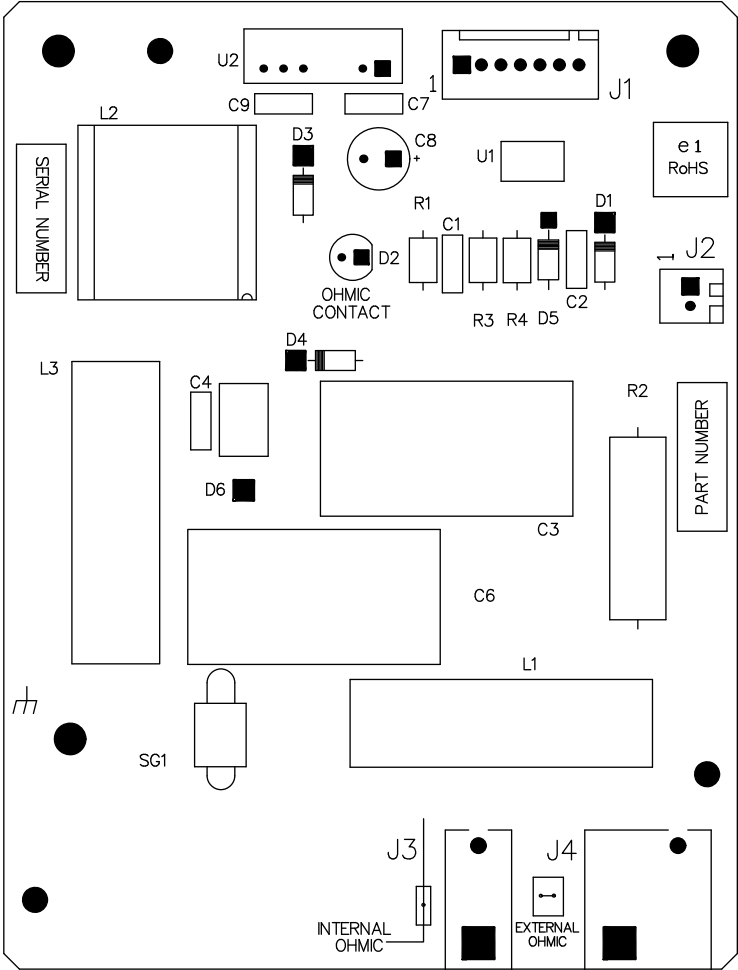 U2
1
J1
C9
C7
L2
D3
C8
+
U1
e1
RoHS
SERIAL NUMBER
R1
C1
D1
D2
1
J2
OHMIC
CONTACT
R3
R4
D5
C2
D4
L3
C4
R2
PART NUMBER
D6
C3
C6
L1
SG1
J3
J4
INTERNAL
OHMIC
EXTERNAL
OHMIC